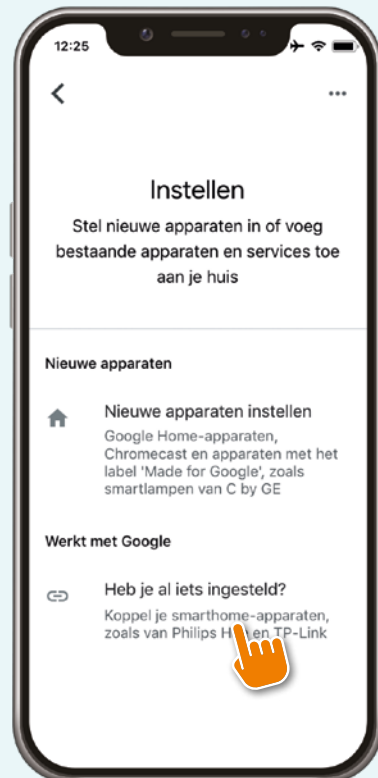 12:25
Instellen
Stel nieuwe apparaten in of voeg
bestaande apparaten en services toe
aan je huis
Nieuwe apparaten
Nieuwe apparaten instellen
Google Home-apparaten,
Chromecast en apparaten met het
label 'Made for Google', zoals
smartlampen van C by GE
Werkt met Google
Heb je al iets ingesteld?
Koppel je smarthome-apparaten,
zoals van Philips en TP-Link